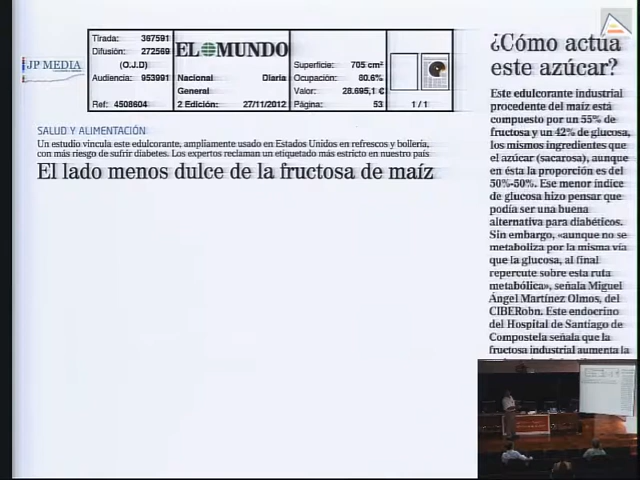 JP MEDIA
Tirada: 367591
Difusión: 272569
(O.J.D)
Audiencia: 953991
Ref: 4508604
EL MUNDO
Nacional Diaria
General
2 Edición: 27/11/2012
Superficie: 705 cm²
Ocupación: 80.6%
Valor: 28.695,1 €
Página: 53
1 / 1
SALUD Y ALIMENTACIÓN
Un estudio vincula este edulcorante, ampliamente usado en Estados Unidos en refrescos y bollería,
con más riesgo de sufrir diabetes. Los expertos reclaman un etiquetado más estricto en nuestro país
El lado menos dulce de la fructosa de maíz
¿Cómo actúa
este azúcar?
Este edulcorante industrial
procedente del maíz está
compuesto por un 55% de
fructosa y un 42% de glucosa,
los mismos ingredientes que
el azúcar (sacarosa), aunque
en ésta la proporción es del
50%-50%. Ese menor índice
de glucosa hizo pensar que
podía ser una buena
alternativa para diabéticos.
Sin embargo, «aunque no se
metaboliza por la misma vía
que la glucosa, al final
repercute sobre esta ruta
metabólica», señala Miguel
Ángel Martínez Olmos, del
CIBERobn. Este endocrino
del Hospital de Santiago de
Compostela señala que la
fructosa industrial aumenta la